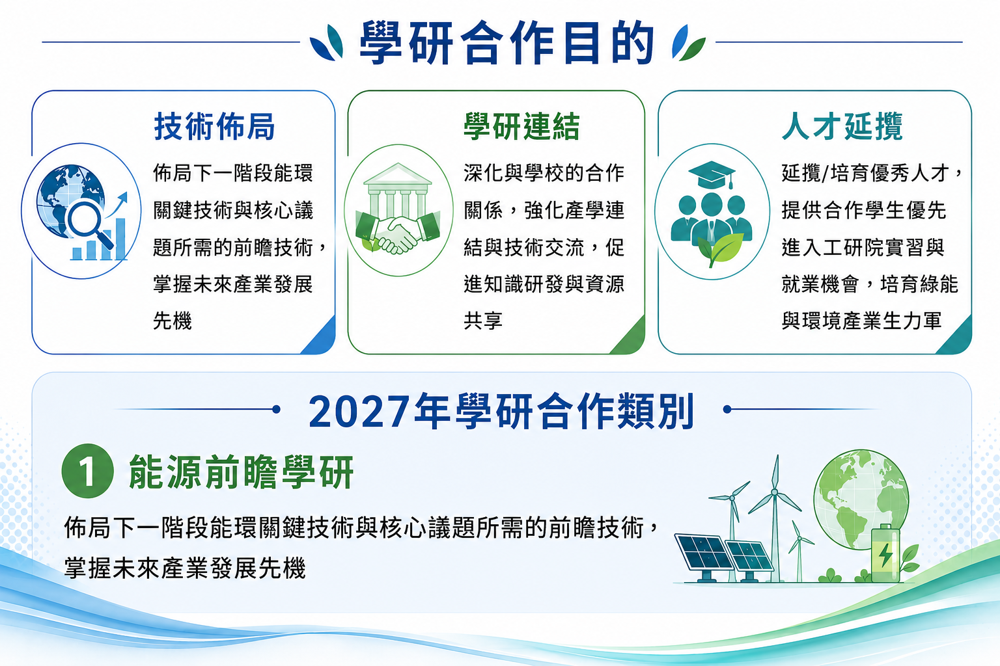 學研合作目的
技術佈局
佈局下一階段能環
關鍵技術與核心議
題所需的前瞻技術，
掌握未來產業發展
先機
學研連結
深化與學校的合作
關係，強化產學連
結與技術交流，促
進知識研發與資源
共享
人才延攬
延攬/培育優秀人才，
提供合作學生優先
進入工研院實習與
就業機會，培育綠能
與環境產業生力軍
2027年學研合作類別
1 能源前瞻學研
佈局下一階段能環關鍵技術與核心議題所需的前瞻技術，
掌握未來產業發展先機